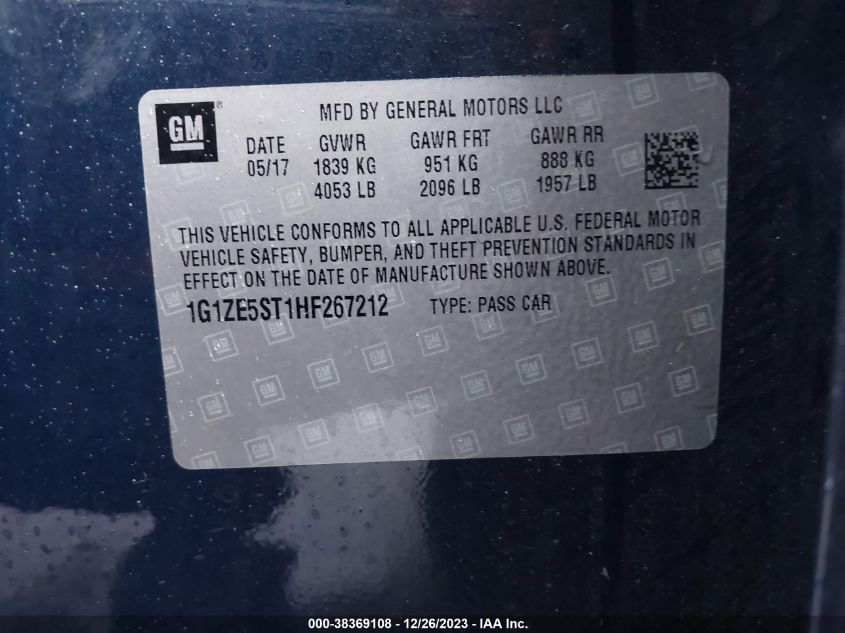 GM ®
MFD BY GENERAL MOTORS LLC
DATE GVWR GAWR FRT GAWR RR
05/17 1839 KG 951 KG 888 KG
4053 LB 2096 LB 1957 LB
THIS VEHICLE CONFORMS TO ALL APPLICABLE U.S. FEDERAL MOTOR
VEHICLE SAFETY, BUMPER, AND THEFT PREVENTION STANDARDS IN
EFFECT ON THE DATE OF MANUFACTURE SHOWN ABOVE.
1G1ZE5ST1HF267212 TYPE: PASS CAR
000-38369108 - 12/26/2023 - IAA Inc.